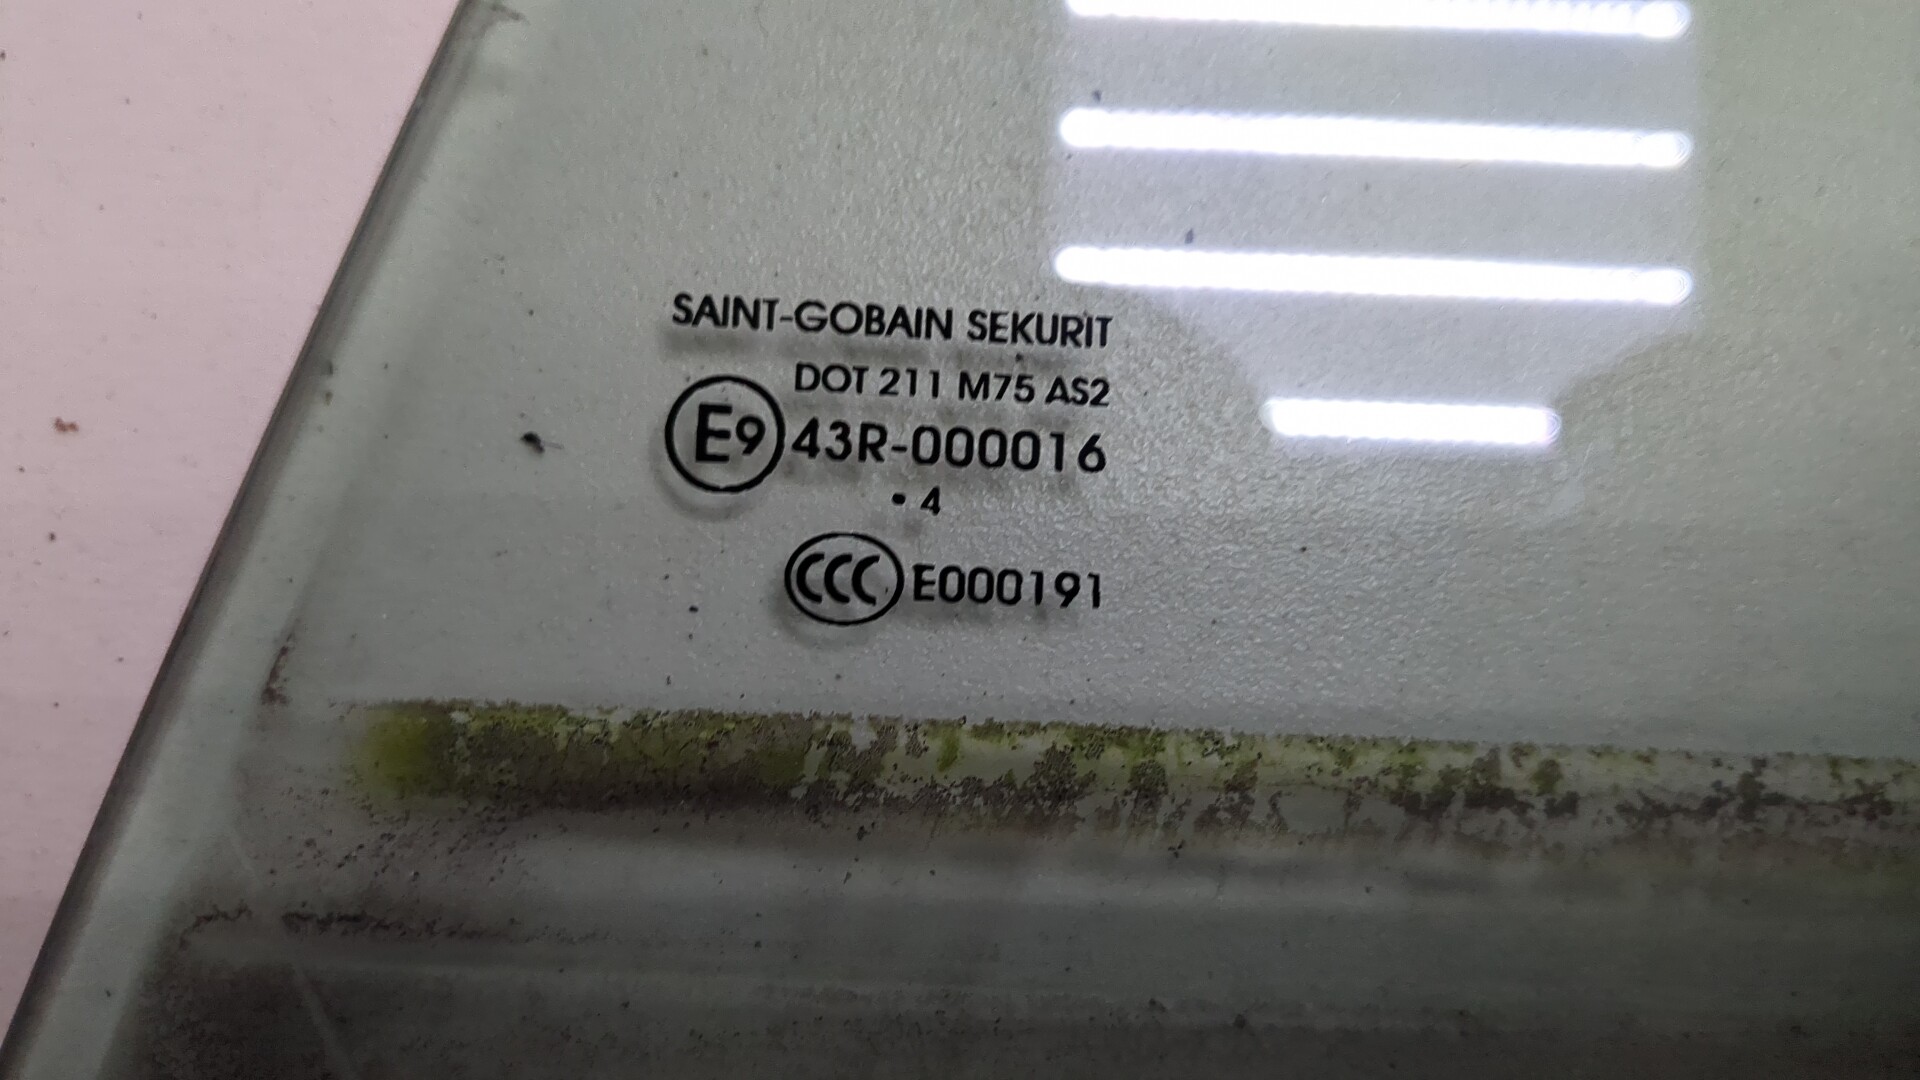 SAINT-GOBAIN SEKURIT
DOT 211 M75 AS2
E9 43R-000016
• 4
CCC E000191